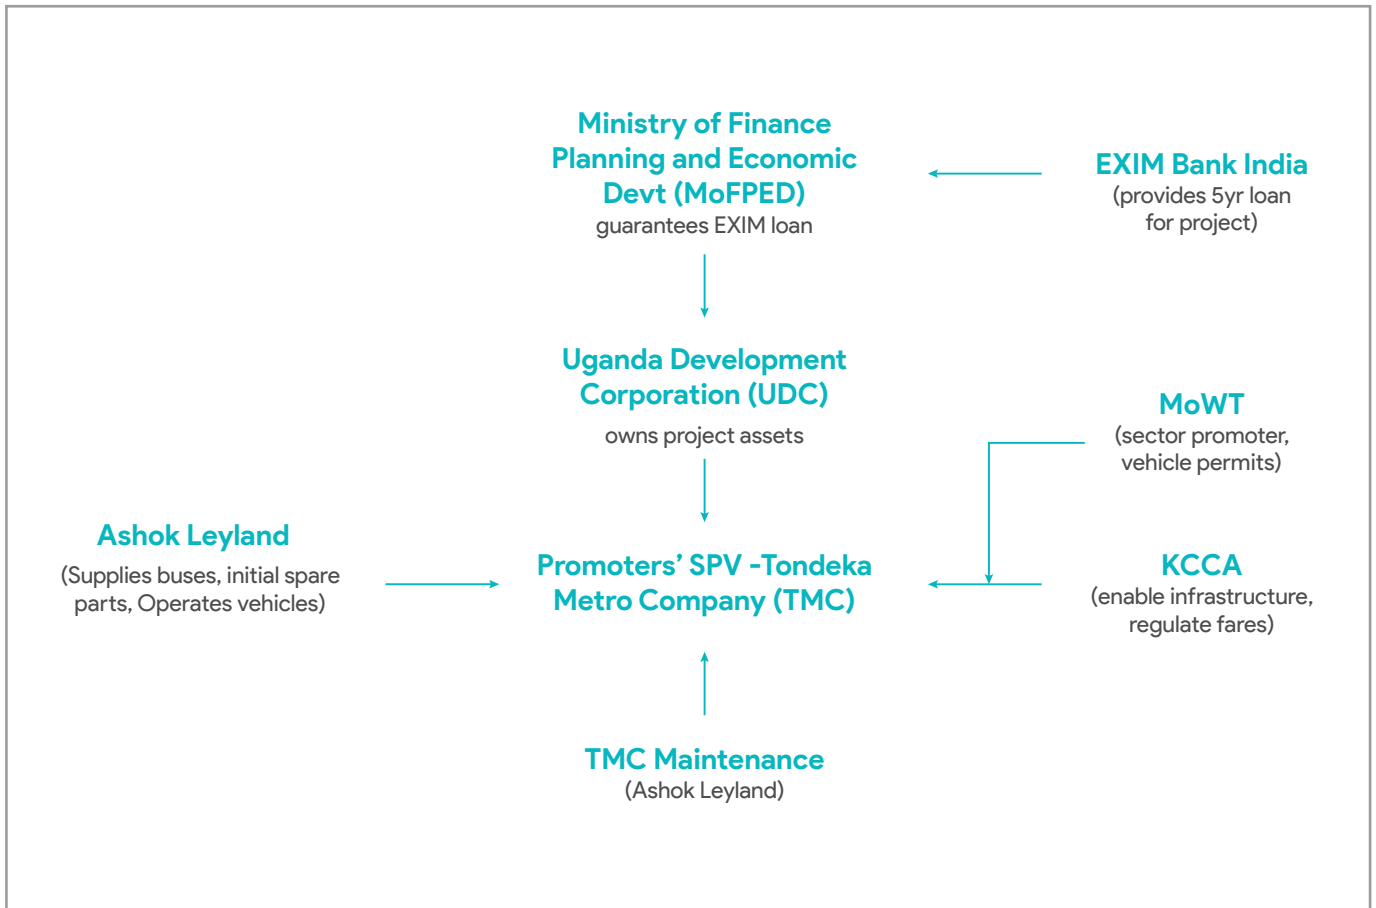 Ministry of Finance
Planning and Economic
Devt (MoFPED)
guarantees EXIM loan
EXIM Bank India
(provides 5yr loan
for project)
Uganda Development
Corporation (UDC)
owns project assets
MoWT
(sector promoter,
vehicle permits)
Ashok Leyland
(Supplies buses, initial spare
parts, Operates vehicles)
Promoters’ SPV -Tondeka
Metro Company (TMC)
KCCA
(enable infrastructure,
regulate fares)
TMC Maintenance
(Ashok Leyland)